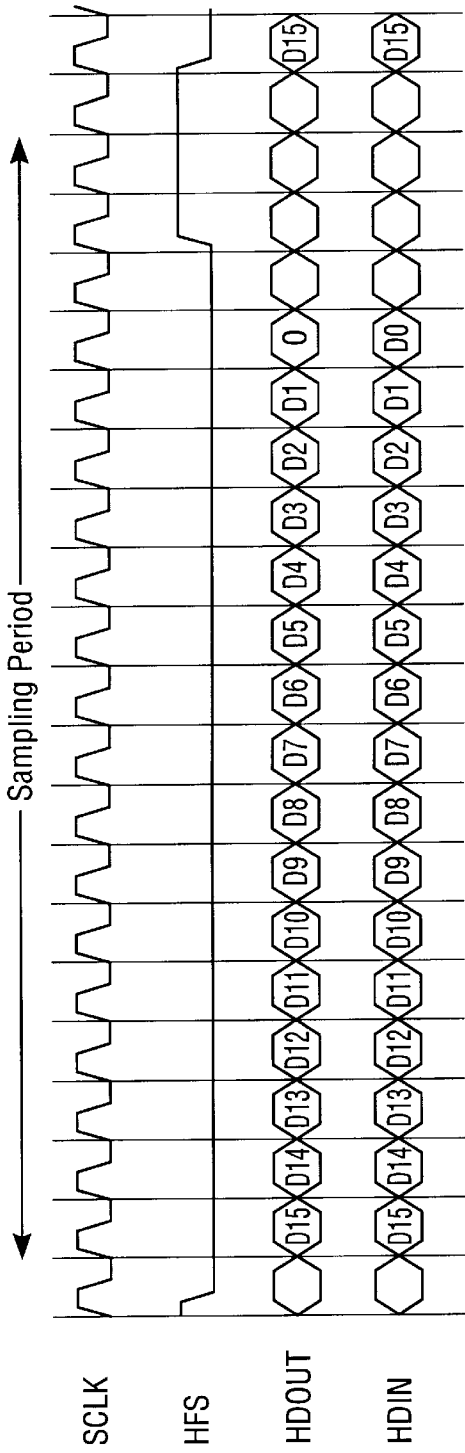 Sampling Period
SCLK
HFS
HDOUT D15 D14 D13 D12 D11 D10 D9 D8 D7 D6 D5 D4 D3 D2 D1 0 D15
HDIN D15 D14 D13 D12 D11 D10 D9 D8 D7 D6 D5 D4 D3 D2 D1 D0 D15